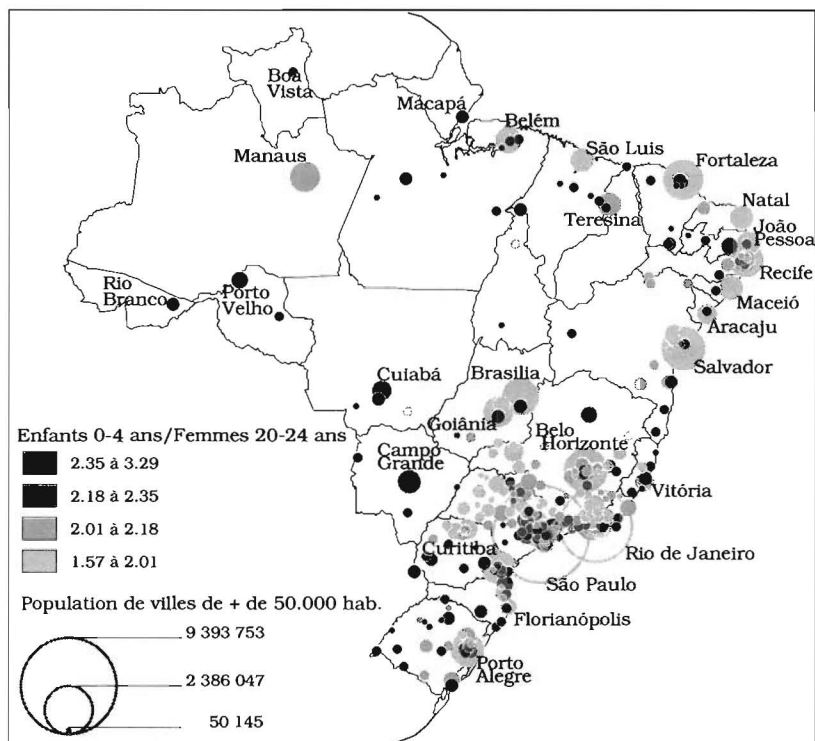 Boa
Vista
Macapá
Belém
Manaus
São Luis
Fortaleza
Natal
Teresina
João
Pessoa
Recife
Rio
Branco
Porto
Velho
Maceió
Aracaju
Salvador
Cuiabá
Brasilia
Goiânia
Belo
Horizonte
Campo
Grande
Vitória
Curitiba
Rio de Janeiro
São Paulo
Florianópolis
Porto
Alegre
Enfants 0-4 ans/Femmes 20-24 ans
2.35 à 3.29
2.18 à 2.35
2.01 à 2.18
1.57 à 2.01
Population de villes de + de 50.000 hab.
9 393 753
2 386 047
50 145